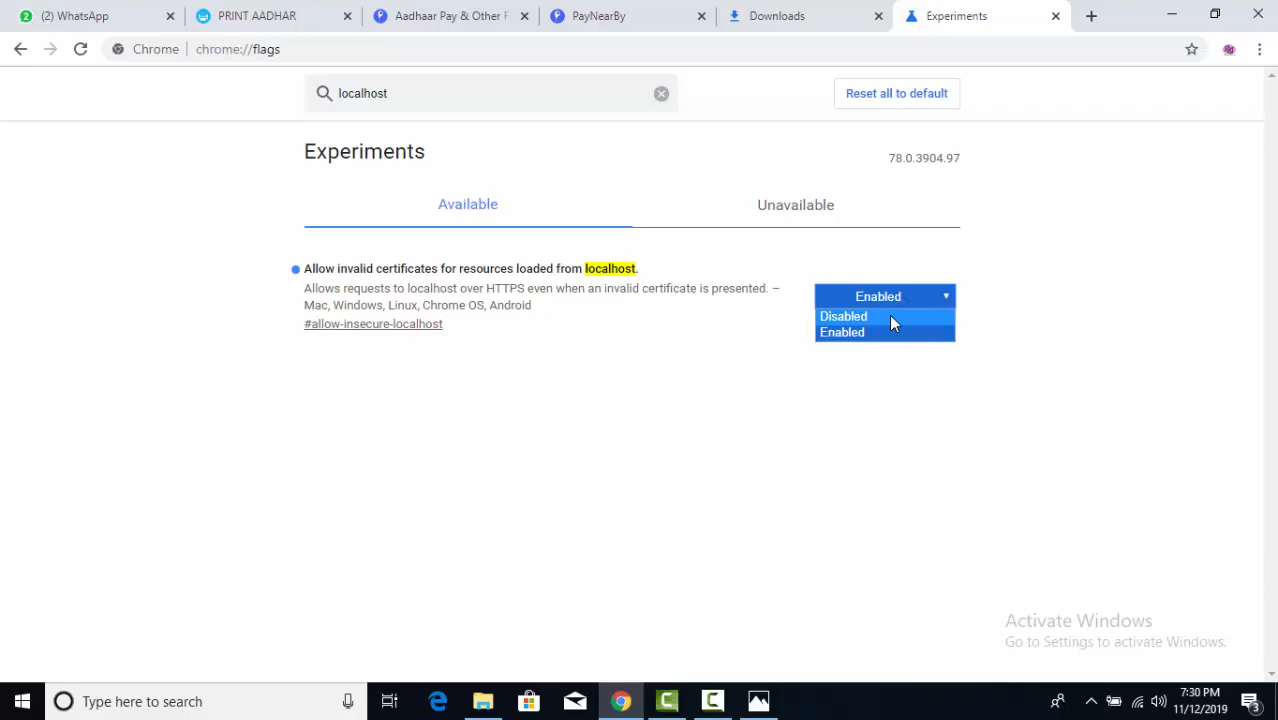 (2) WhatsApp
PRINT AADHAR
Aadhaar Pay & Other F
PayNearBy
Downloads
Experiments
Chrome
chrome://flags
localhost
Reset all to default
Experiments
78.0.3904.97
Available
Unavailable
Allow invalid certificates for resources loaded from localhost.
Allows requests to localhost over HTTPS even when an invalid certificate is presented. –
Mac, Windows, Linux, Chrome OS, Android
#allow-insecure-localhost
Enabled
Disabled
Enabled
Activate Windows
Go to Settings to activate Windows.
Type here to search
7:30 PM
11/12/2019
3